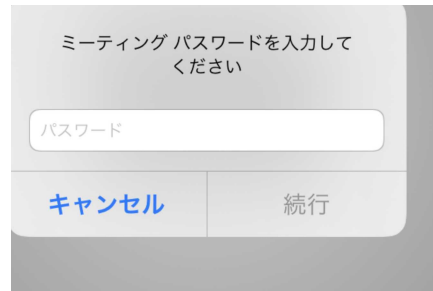 ミーティング パスワードを入力して
ください
パスワード
キャンセル
続行